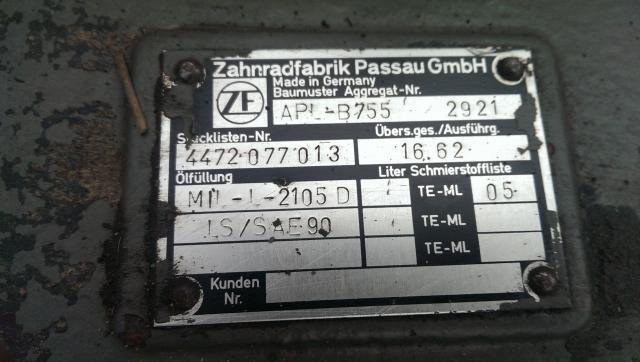 Zahnradfabrik Passau GmbH
Made in Germany
ZF
Baumuster Aggregat-Nr.
APL-B755 2921
Stücklisten-Nr. Übers.ges./Ausführg.
4472 077 013 16.62
Ölfüllung Liter Schmierstoffliste
MIL-L-2105 D TE-ML 05
LS/SAE 90 TE-ML
TE-ML
Kunden
Nr.